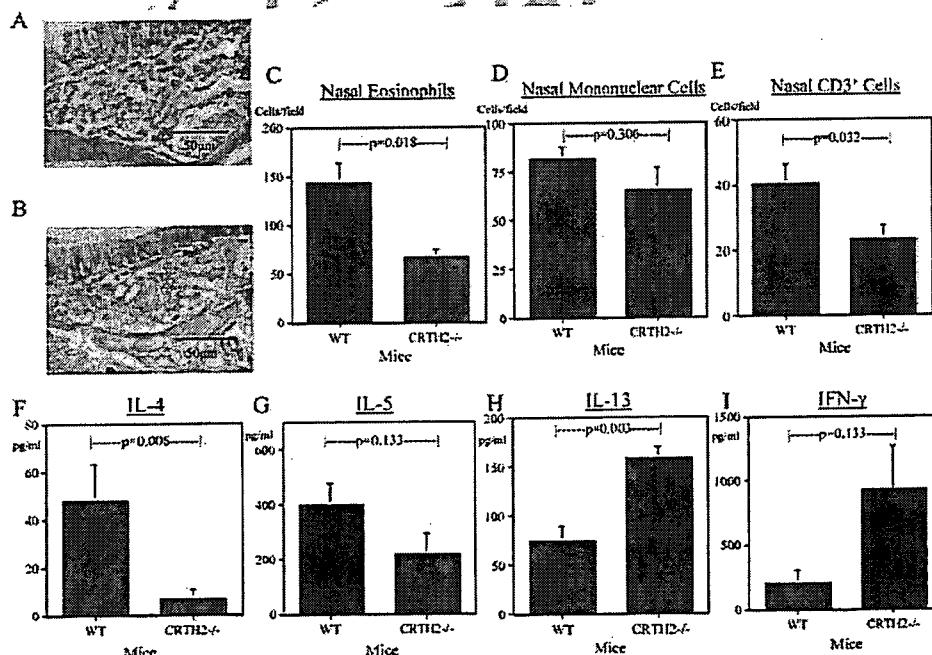 A
50μm
B
50μm
C
Nasal Eosinophils
Cells/field
200
150
100
50
0
p=0.018
WT
CRTH2-/-
Mice
D
Nasal Mononuclear Cells
Cells/field
100
75
50
25
0
p=0.306
WT
CRTH2-/-
Mice
E
Nasal CD3⁺ Cells
Cells/field
60
40
20
0
p=0.032
WT
CRTH2-/-
Mice
F
IL-4
pg/ml
80
60
40
20
0
WT
CRTH2-/-
Mice
G
IL-5
pg/ml
600
400
200
0
p=0.133
WT
CRTH2-/-
Mice
H
IL-13
pg/ml
200
150
100
50
0
p=0.003
WT
CRTH2-/-
Mice
I
IFN-γ
pg/ml
1500
1000
500
0
p=0.133
WT
CRTH2-/-
Mice